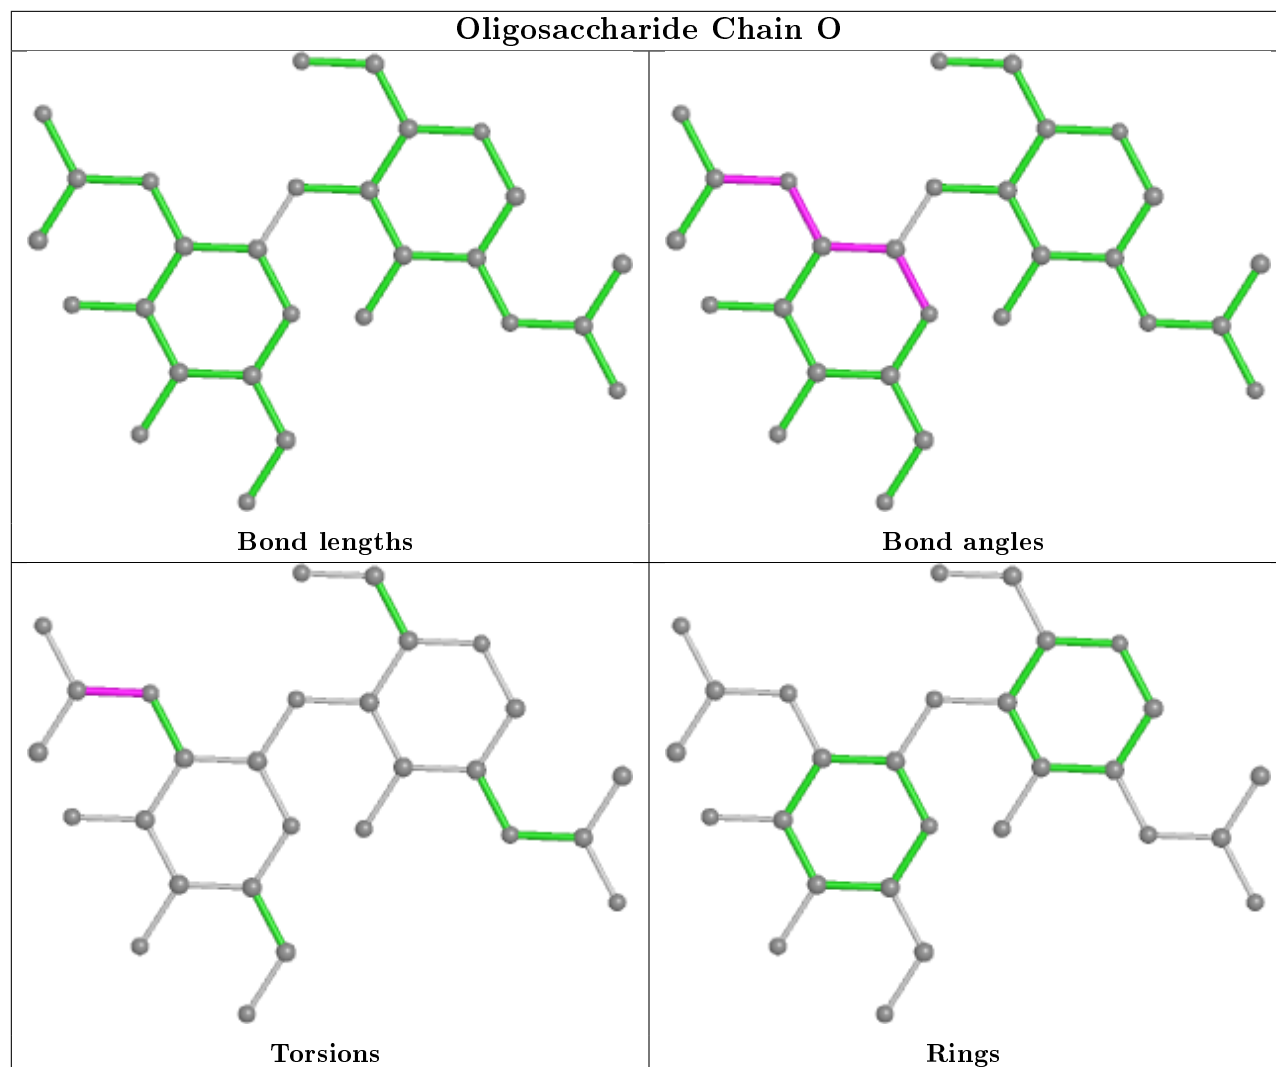 Oligosaccharide Chain O
Bond lengths
Bond angles
Torsions
Rings